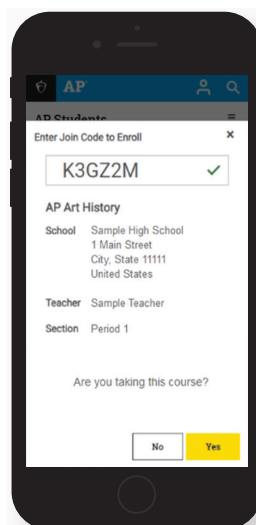 AP
AP Students
Enter Join Code to Enroll ×
K3GZ2M
AP Art History
School Sample High School
1 Main Street
City, State 11111
United States
Teacher Sample Teacher
Section Period 1
Are you taking this course?
No Yes